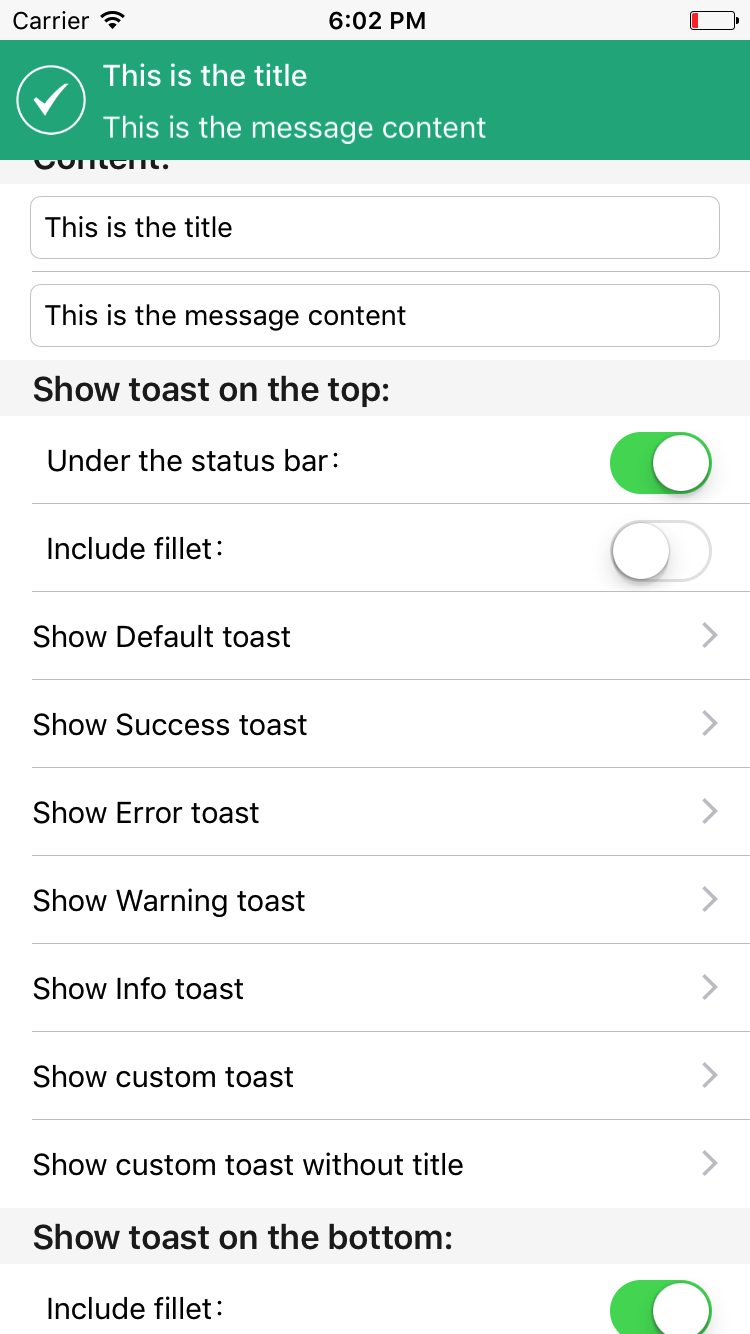 Carrier 6:02 PM
This is the title
This is the message content
Content:
This is the title
This is the message content
Show toast on the top:
Under the status bar:
Include fillet:
Show Default toast
Show Success toast
Show Error toast
Show Warning toast
Show Info toast
Show custom toast
Show custom toast without title
Show toast on the bottom:
Include fillet: